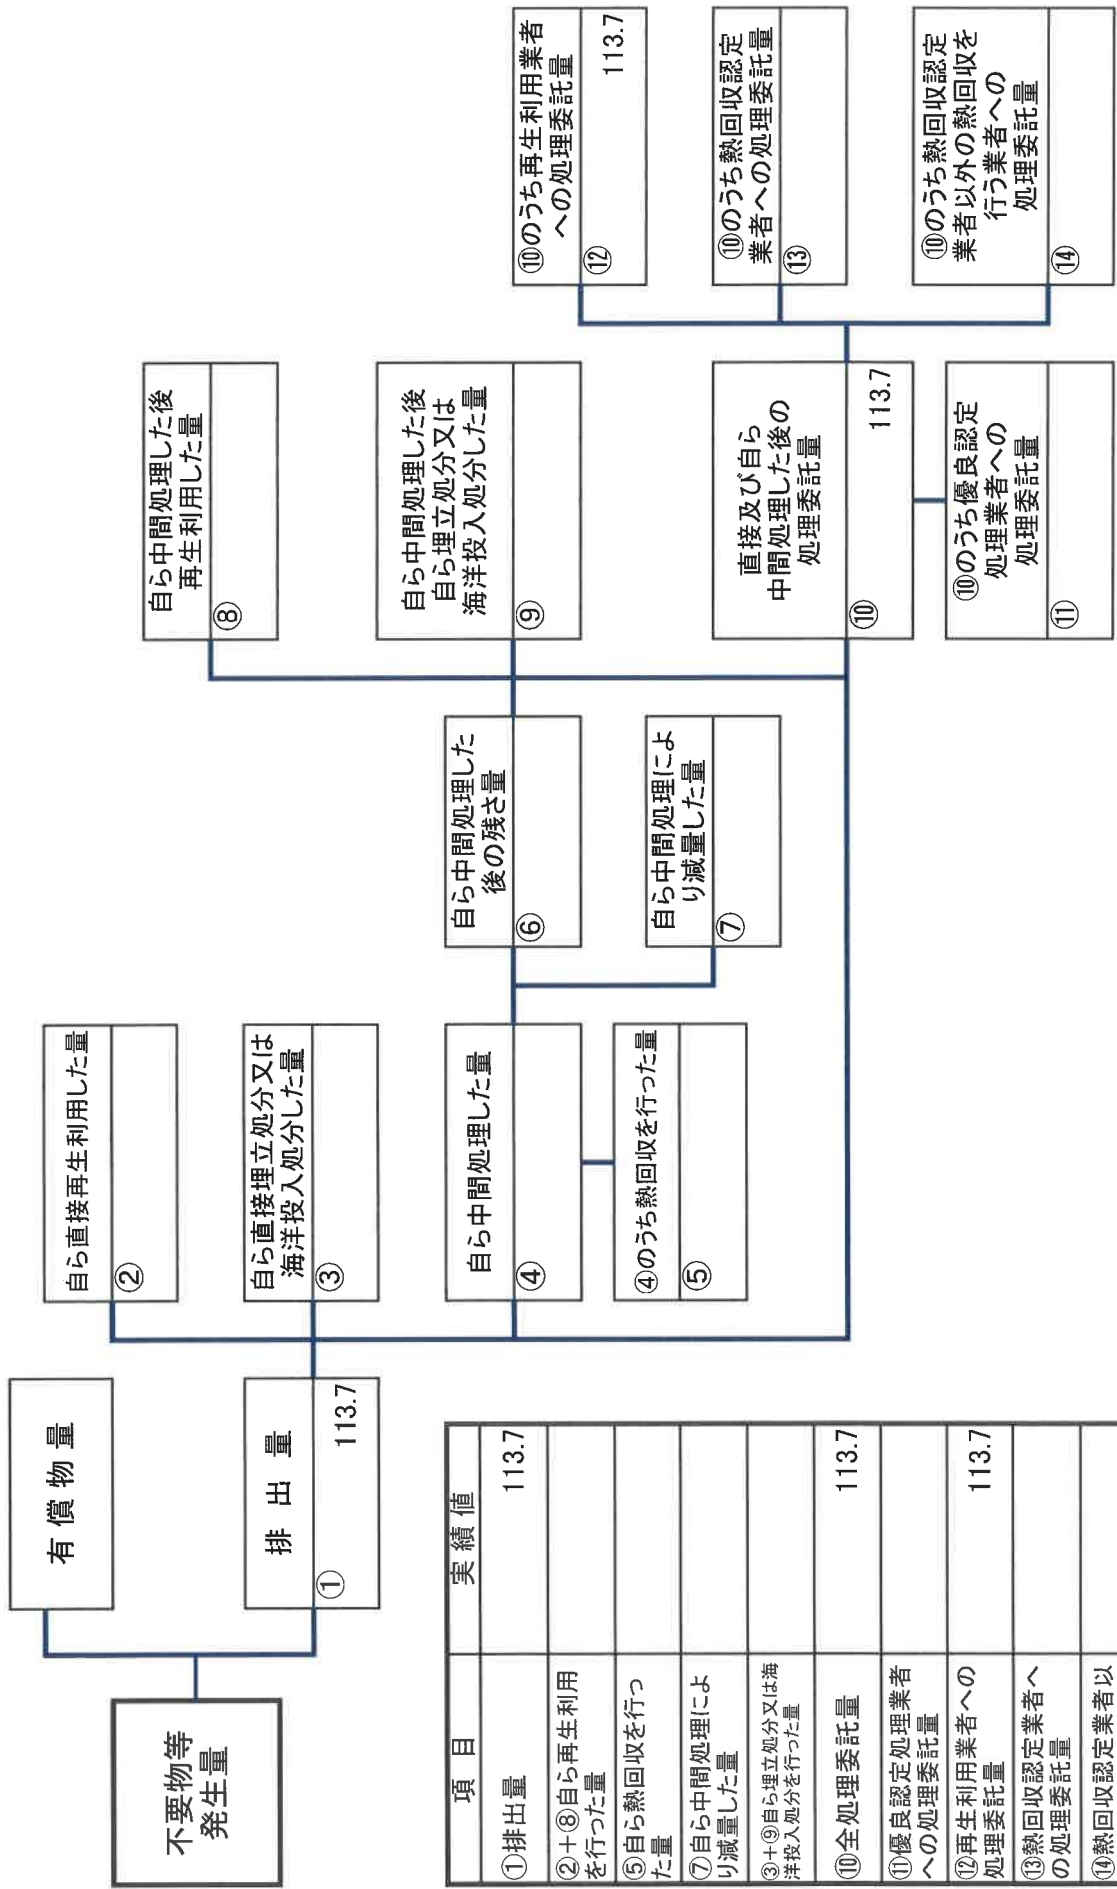 不要物等
発生量
有償物量
排出量
①
113.7
自ら直接再生利用した量
②
自ら直接埋立処分又は
海洋投入処分した量
③
自ら中間処理した量
④
④のうち熱回収を行った量
⑤
自ら中間処理した
後の残さ量
⑥
自ら中間処理によ
り減量した量
⑦
自ら中間処理した後
再生利用した量
⑧
自ら中間処理した後
自ら埋立処分又は
海洋投入処分した量
⑨
直接及び自ら
中間処理した後の
処理委託量
⑩
113.7
⑩のうち優良認定
処理業者への
処理委託量
⑪
⑩のうち再生利用業者
への処理委託量
⑫
113.7
⑩のうち熱回収認定
業者への処理委託量
⑬
⑩のうち熱回収認定
業者以外の熱回収を
行う業者への
処理委託量
⑭
項目 実績値
①排出量 113.7
②+⑧自ら再生利用
を行った量
⑤自ら熱回収を行っ
た量
⑦自ら中間処理によ
り減量した量
③+⑨自ら埋立処分又は海
洋投入処分を行った量
⑩全処理委託量 113.7
⑪優良認定処理業者
への処理委託量
⑫再生利用業者への
処理委託量 113.7
⑬熱回収認定業者へ
の処理委託量
⑭熱回収認定業者以